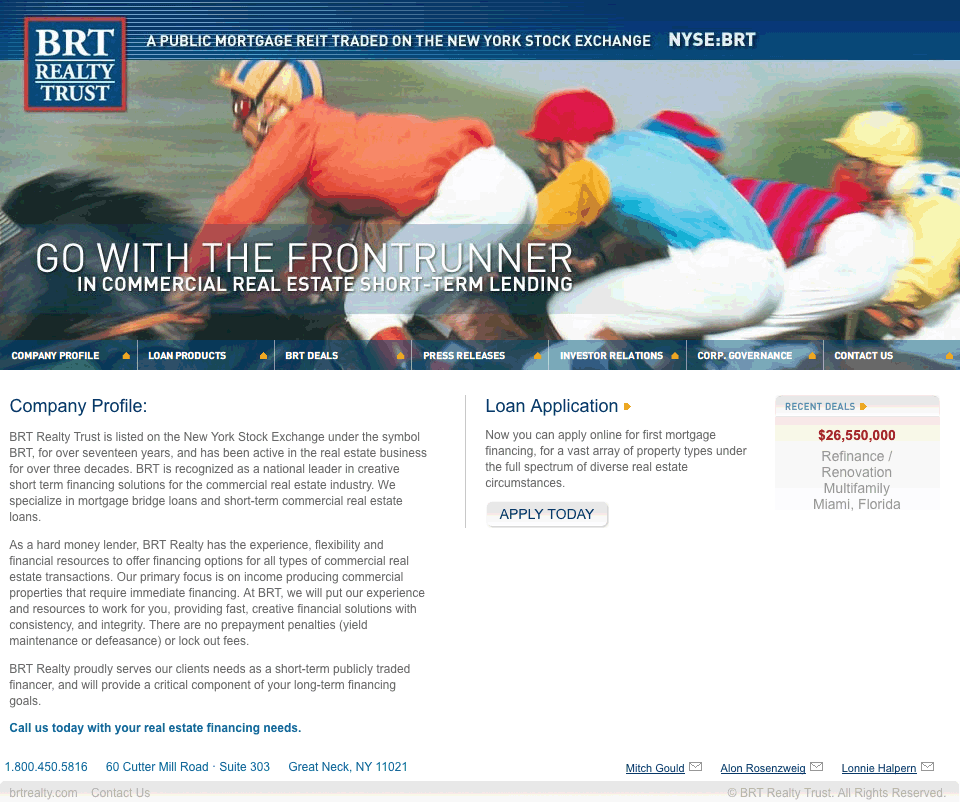 BRT
REALTY
TRUST
A PUBLIC MORTGAGE REIT TRADED ON THE NEW YORK STOCK EXCHANGE NYSE:BRT
GO WITH THE FRONTRUNNER
IN COMMERCIAL REAL ESTATE SHORT-TERM LENDING
COMPANY PROFILE LOAN PRODUCTS BRT DEALS PRESS RELEASES INVESTOR RELATIONS CORP. GOVERNANCE CONTACT US
Company Profile:
BRT Realty Trust is listed on the New York Stock Exchange under the symbol
BRT, for over seventeen years, and has been active in the real estate business
for over three decades. BRT is recognized as a national leader in creative
short term financing solutions for the commercial real estate industry. We
specialize in mortgage bridge loans and short-term commercial real estate
loans.
As a hard money lender, BRT Realty has the experience, flexibility and
financial resources to offer financing options for all types of commercial real
estate transactions. Our primary focus is on income producing commercial
properties that require immediate financing. At BRT, we will put our experience
and resources to work for you, providing fast, creative financial solutions with
consistency, and integrity. There are no prepayment penalties (yield
maintenance or defeasance) or lock out fees.
BRT Realty proudly serves our clients needs as a short-term publicly traded
financer, and will provide a critical component of your long-term financing
goals.
Call us today with your real estate financing needs.
Loan Application
Now you can apply online for first mortgage
financing, for a vast array of property types under
the full spectrum of diverse real estate
circumstances.
APPLY TODAY
RECENT DEALS
$26,550,000
Refinance /
Renovation
Multifamily
Miami, Florida
1.800.450.5816 60 Cutter Mill Road · Suite 303 Great Neck, NY 11021
Mitch Gould Alon Rosenzweig Lonnie Halpern
brtrealty.com Contact Us © BRT Realty Trust. All Rights Reserved.